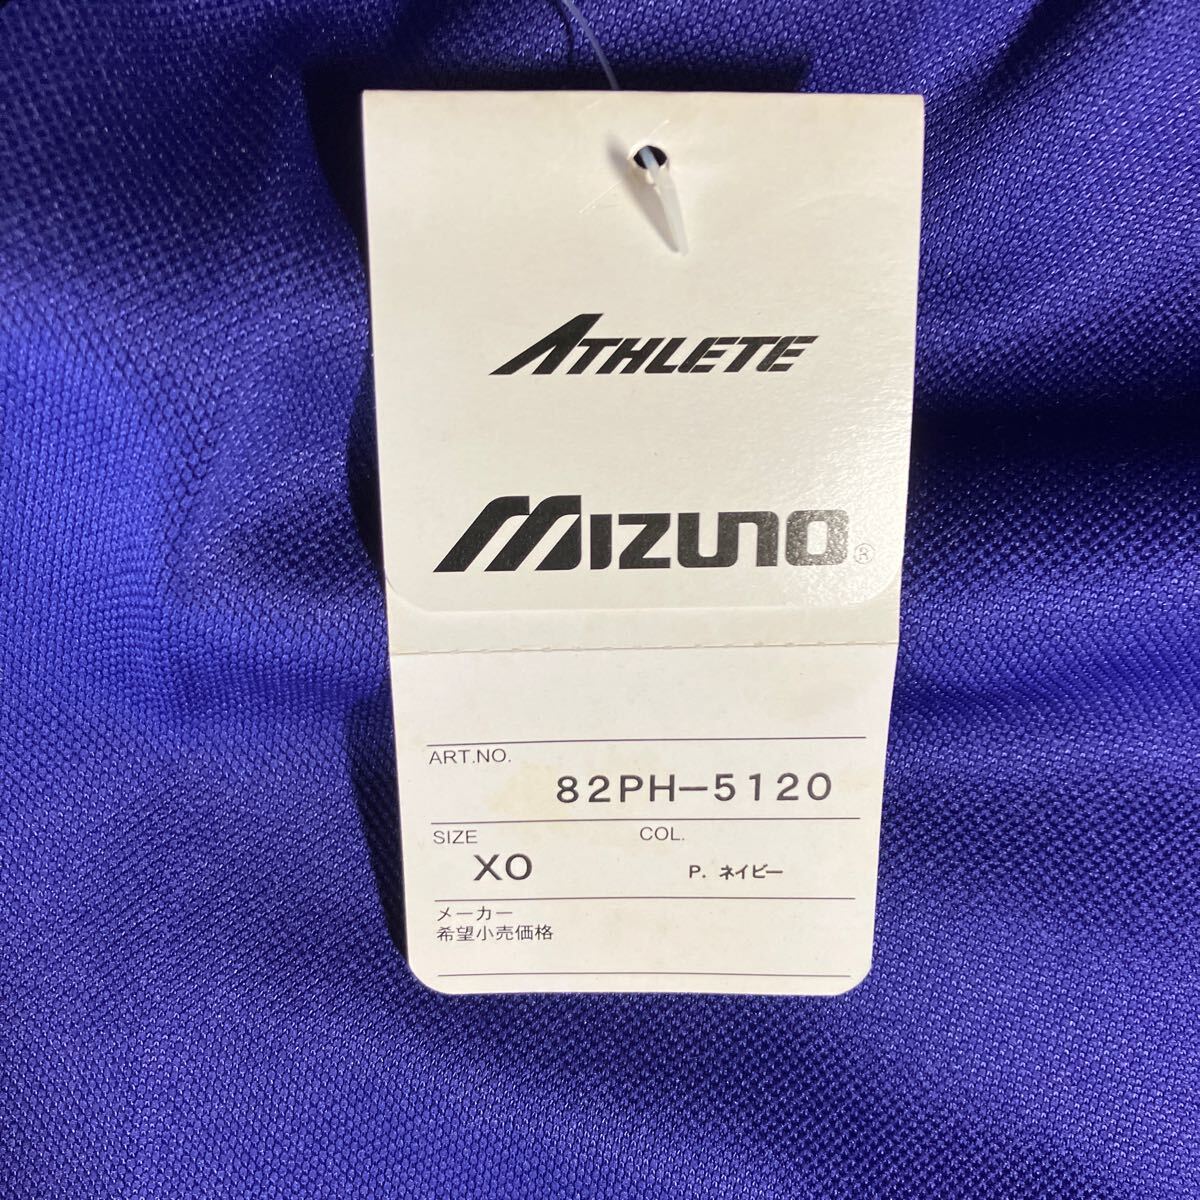 ATHLETE
MIZUNO®
ART.NO.
82PH-5120
SIZE COL.
XO P. ネイビー
メーカー
希望小売価格